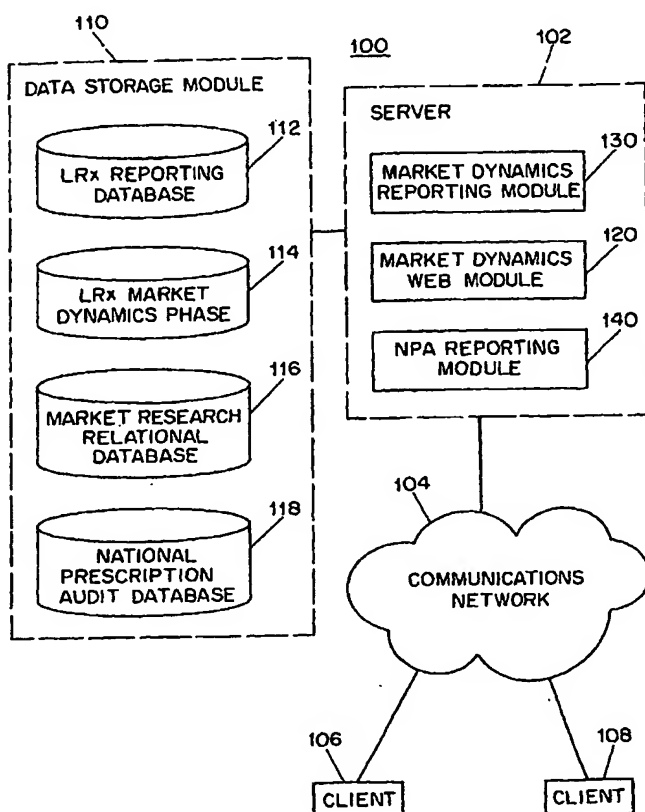 110
100
102
DATA STORAGE MODULE
112
LRx REPORTING
DATABASE
114
LRx MARKET
DYNAMICS PHASE
116
MARKET RESEARCH
RELATIONAL
DATABASE
118
NATIONAL
PRESCRIPTION
AUDIT DATABASE
SERVER
130
MARKET DYNAMICS
REPORTING MODULE
120
MARKET DYNAMICS
WEB MODULE
140
NPA REPORTING
MODULE
104
COMMUNICATIONS
NETWORK
106
CLIENT
108
CLIENT